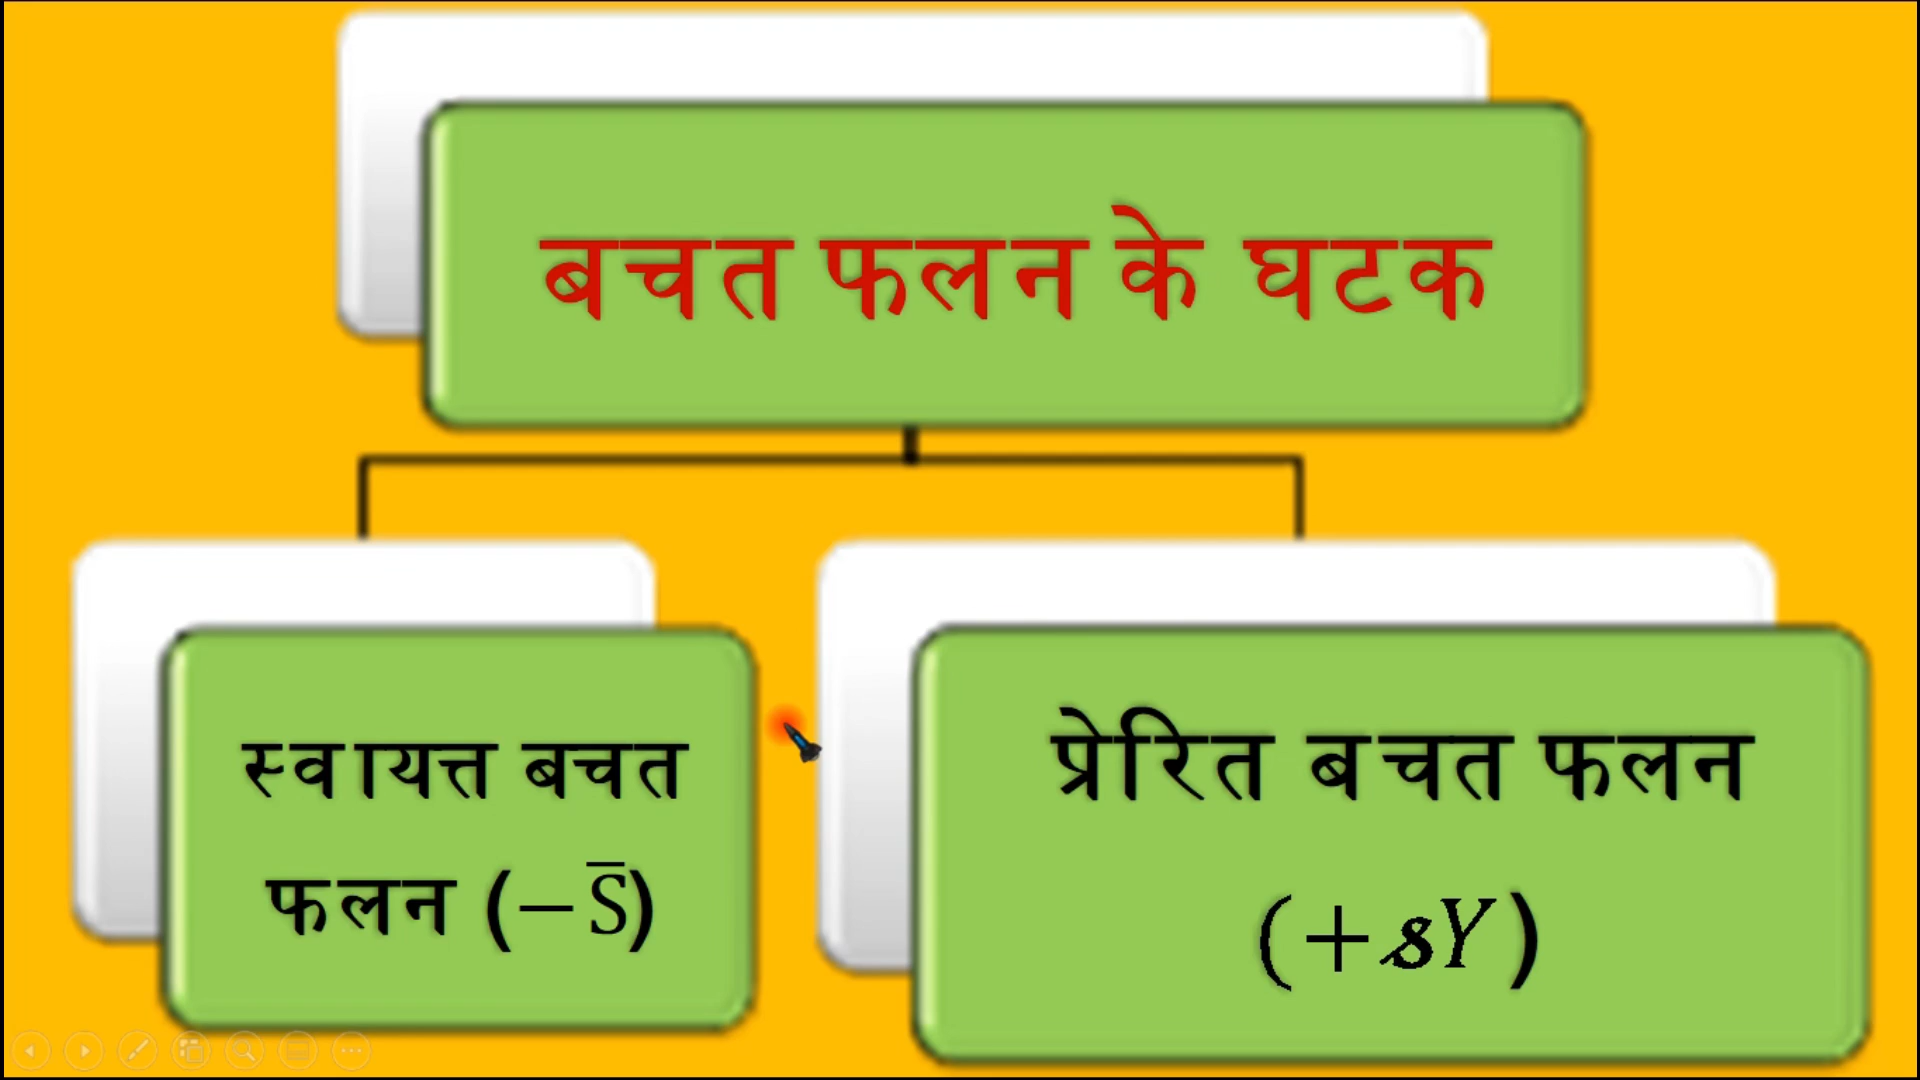 बचत फलन के घटक
स्वायत्त बचत
फलन (− S̅)
प्रेरित बचत फलन
(+𝓈Y)